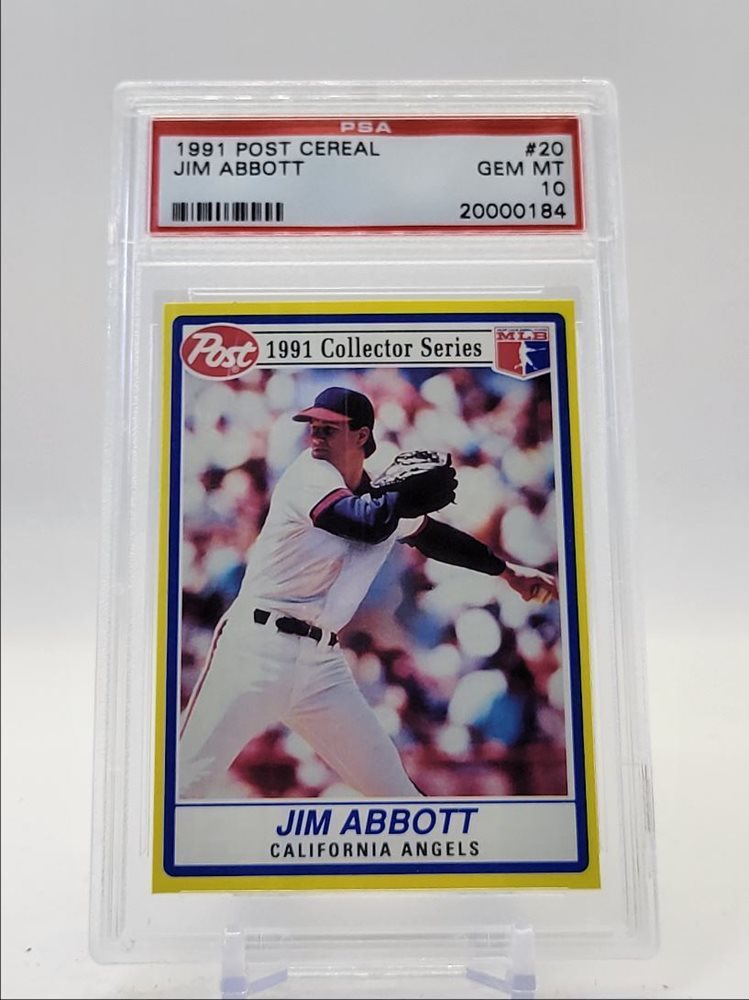 PSA
1991 POST CEREAL #20
JIM ABBOTT GEM MT
10
20000184
Post 1991 Collector Series MLB
JIM ABBOTT
CALIFORNIA ANGELS